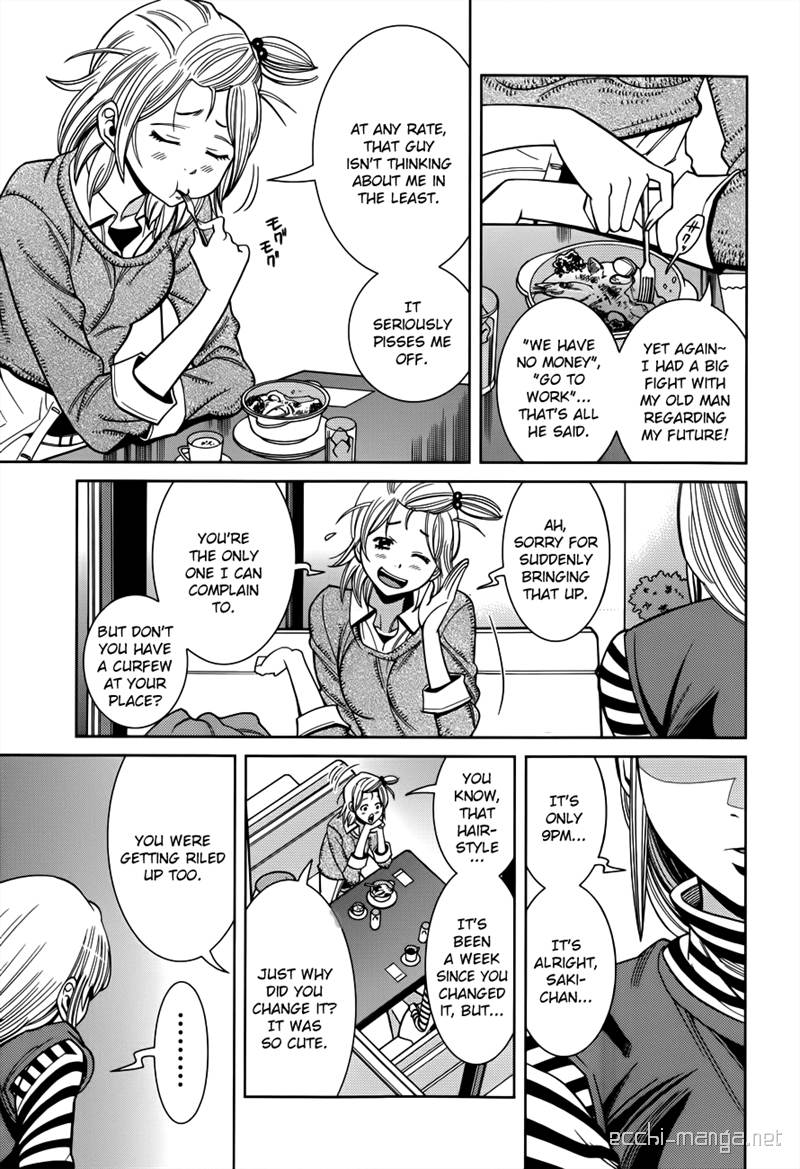 YET AGAIN~
I HAD A BIG
FIGHT WITH
MY OLD MAN
REGARDING
MY FUTURE!
"WE HAVE
NO MONEY",
"GO TO
WORK"...
THAT'S ALL
HE SAID.
AT ANY RATE,
THAT GUY
ISN'T THINKING
ABOUT ME IN
THE LEAST.
モグ
モグ
IT
SERIOUSLY
PISSES ME
OFF.
AH,
SORRY FOR
SUDDENLY
BRINGING
THAT UP.
YOU'RE
THE ONLY
ONE I CAN
COMPLAIN
TO.
BUT DON'T
YOU HAVE
A CURFEW
AT YOUR
PLACE?
IT'S
ONLY
9PM...
IT'S
ALRIGHT,
SAKI-
CHAN...
YOU
KNOW,
THAT
HAIR-
STYLE
...
IT'S
BEEN
A WEEK
SINCE YOU
CHANGED
IT, BUT...
JUST WHY
DID YOU
CHANGE IT?
IT WAS
SO CUTE.
YOU WERE
GETTING RILED
UP TOO.
........
ecchi-manga.net